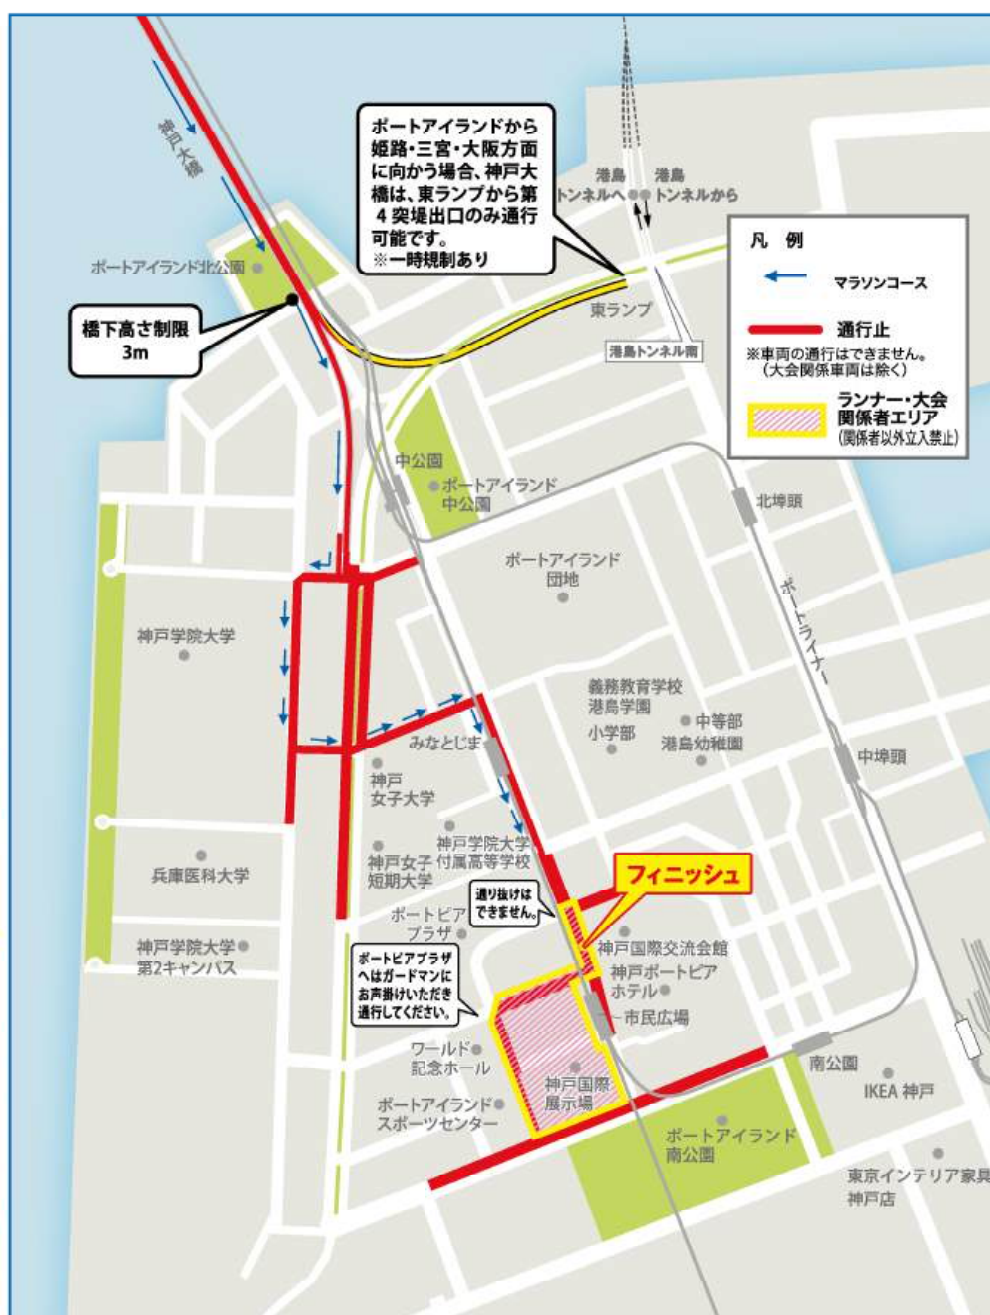 神戸大橋
ポートアイランドから
姫路・三宮・大阪方面
に向かう場合、神戸大
橋は、東ランプから第
4 突堤出口のみ通行
可能です。
※一時規制あり
港島
トンネルへ
港島
トンネルから
凡 例
マラソンコース
通行止
※車両の通行はできません。
(大会関係車両は除く)
ランナー・大会
関係者エリア
(関係者以外立入禁止)
ポートアイランド北公園
橋下高さ制限
3m
東ランプ
港島トンネル南
中公園
ポートアイランド
中公園
北埠頭
ポートアイランド
団地
ポートライナー
神戸学院大学
義務教育学校
港島学園
小学部
中等部
港島幼稚園
みなとじま
中埠頭
神戸
女子大学
神戸学院大学
付属高等学校
神戸女子
短期大学
兵庫医科大学
フィニッシュ
通り抜けは
できません。
ポートピア
プラザ
神戸学院大学
第2キャンパス
神戸国際交流会館
ポートピアプラザ
へはガードマンに
お声掛けいただき
通行してください。
神戸ポートピア
ホテル
市民広場
ワールド
記念ホール
南公園
神戸国際
展示場
IKEA 神戸
ポートアイランド
スポーツセンター
ポートアイランド
南公園
東京インテリア家具
神戸店